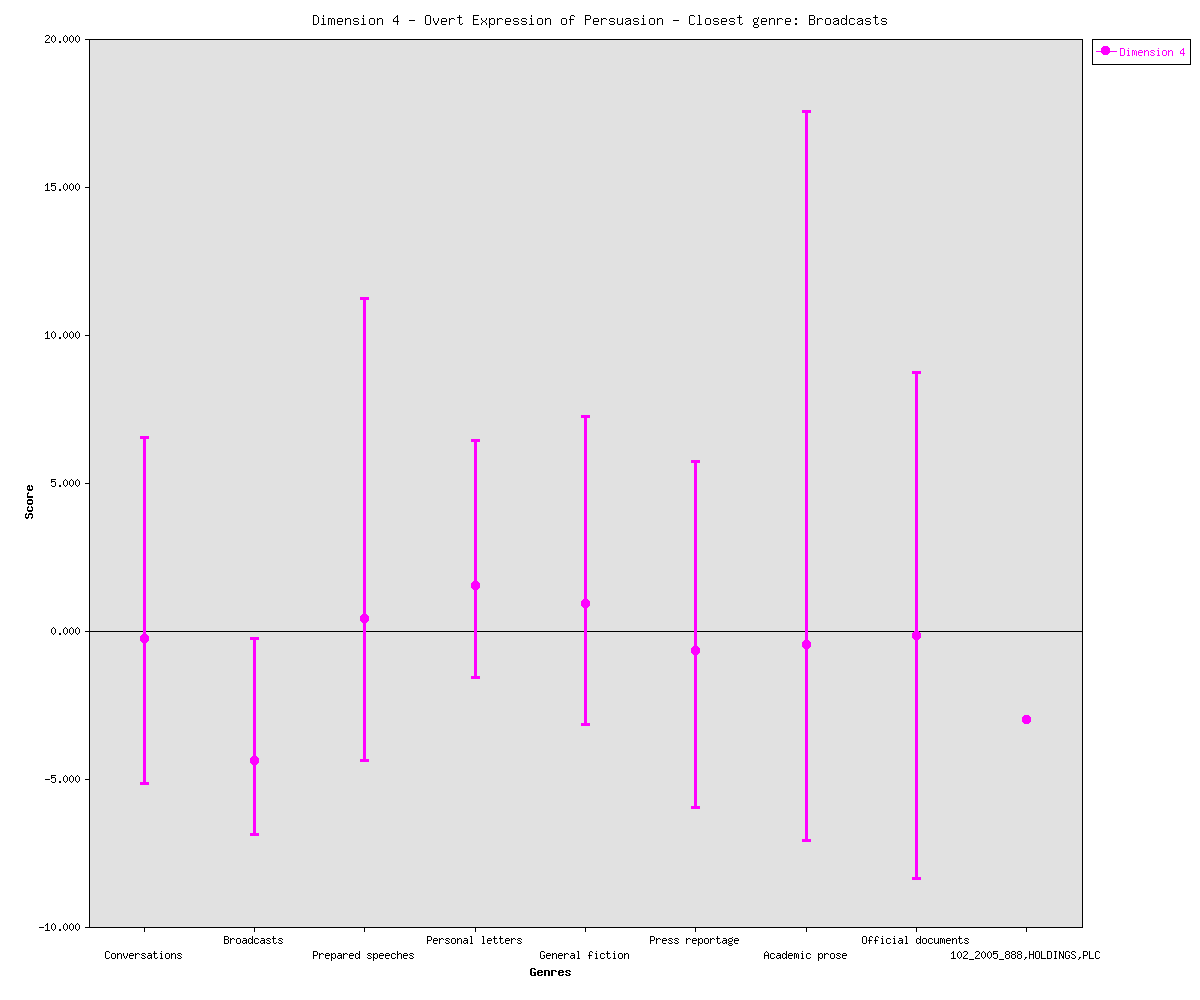 Dimension 4 - Overt Expression of Persuasion - Closest genre: Broadcasts
Dimension 4
20.000
15.000
10.000
5.000
0.000
-5.000
-10.000
Score
Broadcasts Personal letters Press reportage Official documents
Conversations Prepared speeches General fiction Academic prose 102_2005_888,HOLDINGS,PLC
Genres